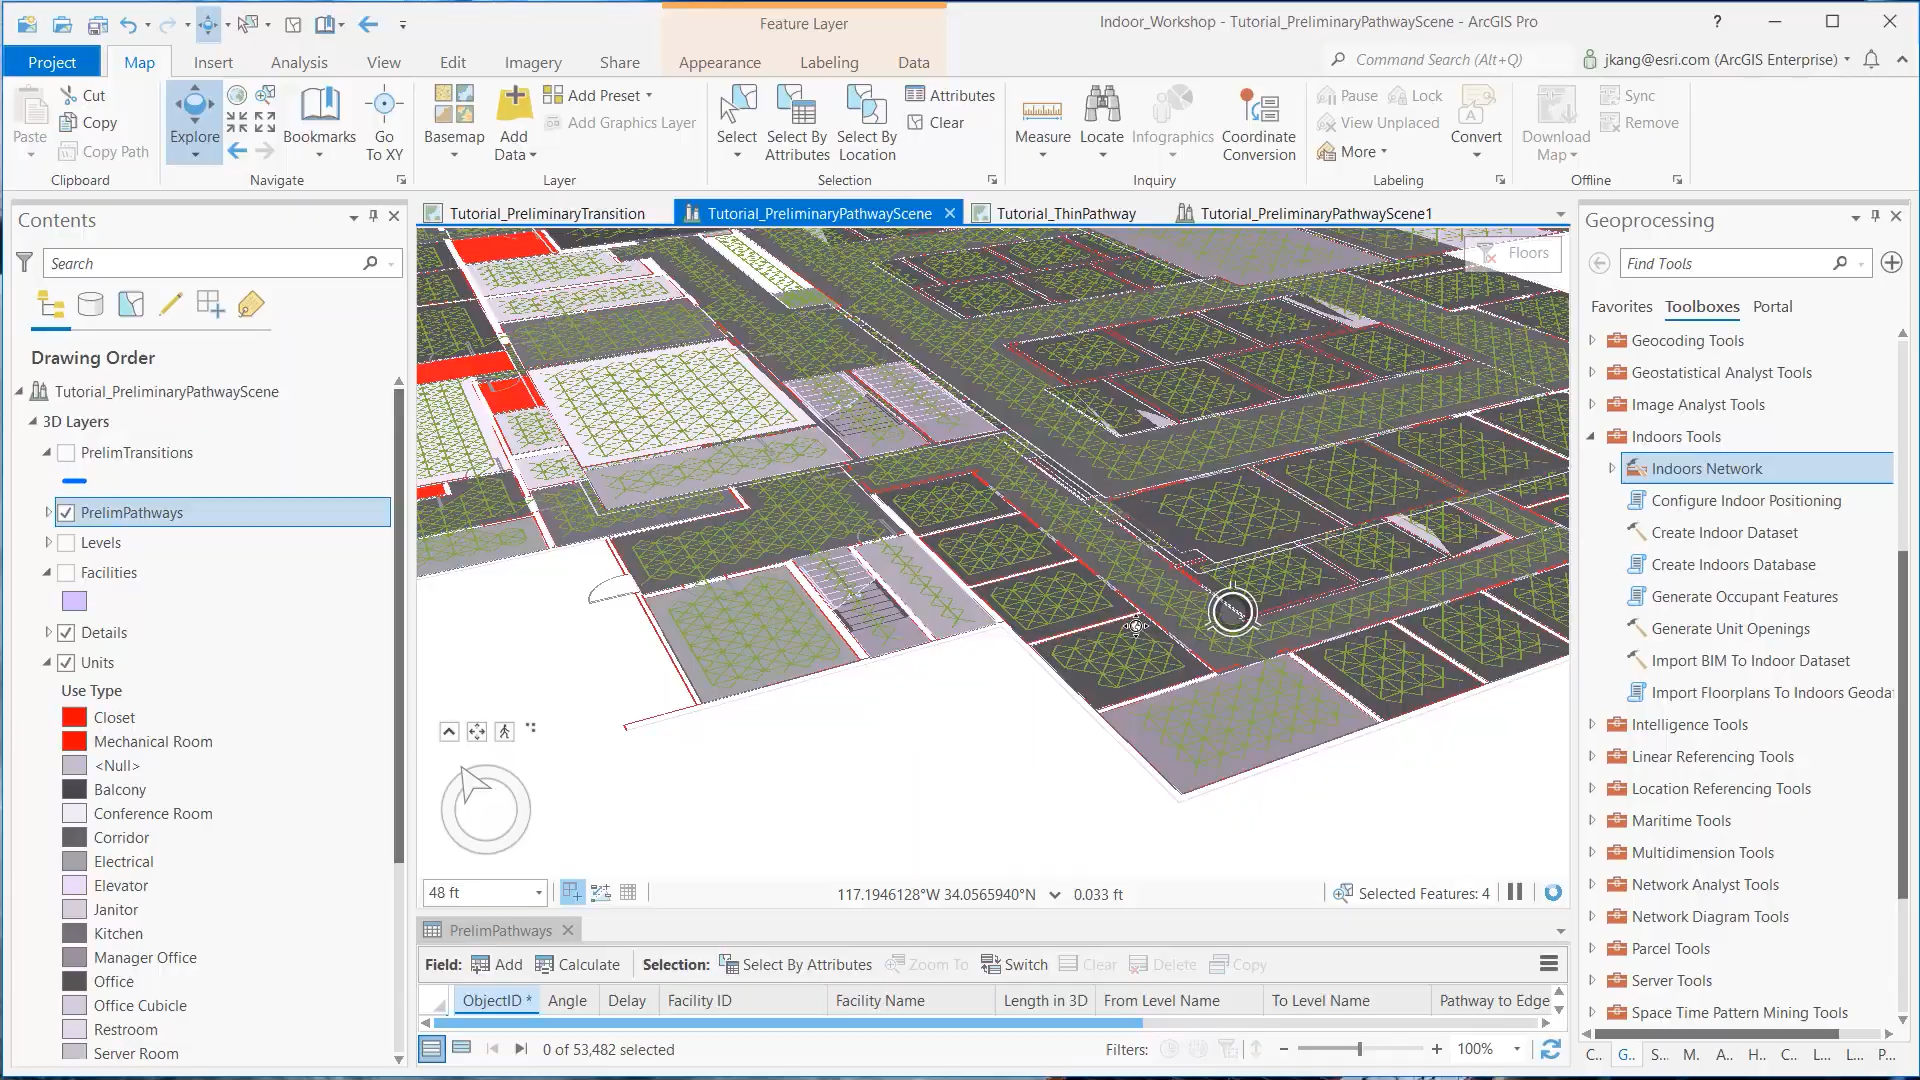 Feature Layer
Indoor_Workshop - Tutorial_PreliminaryPathwayScene - ArcGIS Pro
?
Project
Map
Insert
Analysis
View
Edit
Imagery
Share
Appearance
Labeling
Data
Command Search (Alt+Q)
jkang@esri.com (ArcGIS Enterprise)
Paste
Cut
Copy
Copy Path
Clipboard
Explore
Bookmarks
Go To XY
Navigate
Basemap
Add Data
Add Preset
Add Graphics Layer
Layer
Select
Select By Attributes
Select By Location
Attributes
Clear
Selection
Measure
Locate
Infographics
Coordinate Conversion
Inquiry
Pause
Lock
View Unplaced
More
Convert
Labeling
Download Map
Sync
Remove
Offline
Contents
Search
Drawing Order
Tutorial_PreliminaryPathwayScene
3D Layers
PrelimTransitions
PrelimPathways
Levels
Facilities
Details
Units
Use Type
Closet
Mechanical Room
<Null>
Balcony
Conference Room
Corridor
Electrical
Elevator
Janitor
Kitchen
Manager Office
Office
Office Cubicle
Restroom
Server Room
Tutorial_PreliminaryTransition
Tutorial_PreliminaryPathwayScene
Tutorial_ThinPathway
Tutorial_PreliminaryPathwayScene1
Floors
48 ft
117.1946128°W 34.0565940°N
0.033 ft
Selected Features: 4
PrelimPathways
Field:
Add
Calculate
Selection:
Select By Attributes
Zoom To
Switch
Clear
Delete
Copy
ObjectID *
Angle
Delay
Facility ID
Facility Name
Length in 3D
From Level Name
To Level Name
Pathway to Edge
0 of 53,482 selected
Filters:
100%
Geoprocessing
Find Tools
Favorites
Toolboxes
Portal
Geocoding Tools
Geostatistical Analyst Tools
Image Analyst Tools
Indoors Tools
Indoors Network
Configure Indoor Positioning
Create Indoor Dataset
Create Indoors Database
Generate Occupant Features
Generate Unit Openings
Import BIM To Indoor Dataset
Import Floorplans To Indoors Geoda
Intelligence Tools
Linear Referencing Tools
Location Referencing Tools
Maritime Tools
Multidimension Tools
Network Analyst Tools
Network Diagram Tools
Parcel Tools
Server Tools
Space Time Pattern Mining Tools
C...
G..
S...
M.
A..
H..
C..
L...
L...
P...